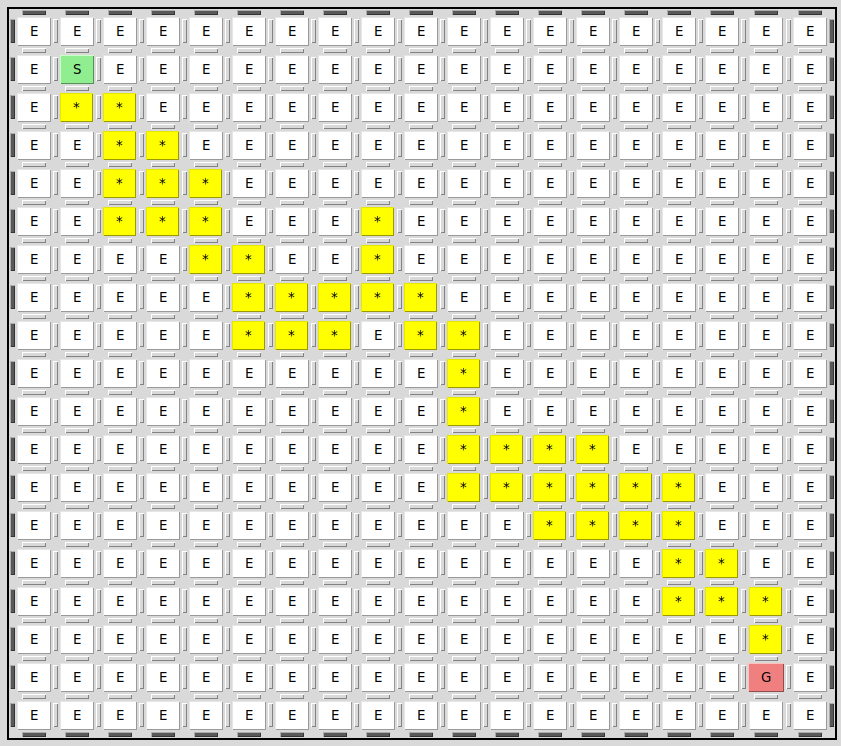 E E E E E E E E E E E E E E E E E E E
E S E E E E E E E E E E E E E E E E E
E * * E E E E E E E E E E E E E E E E
E E * * E E E E E E E E E E E E E E E
E E * * * E E E E E E E E E E E E E E
E E * * * E E E * E E E E E E E E E E
E E E E * * E E * E E E E E E E E E E
E E E E E * * * * * E E E E E E E E E
E E E E E * * * E * * E E E E E E E E
E E E E E E E E E E * E E E E E E E E
E E E E E E E E E E * E E E E E E E E
E E E E E E E E E E * * * * E E E E E
E E E E E E E E E E * * * * * * E E E
E E E E E E E E E E E E * * * * E E E
E E E E E E E E E E E E E E E * * E E
E E E E E E E E E E E E E E E * * * E
E E E E E E E E E E E E E E E E E * E
E E E E E E E E E E E E E E E E E G E
E E E E E E E E E E E E E E E E E E E